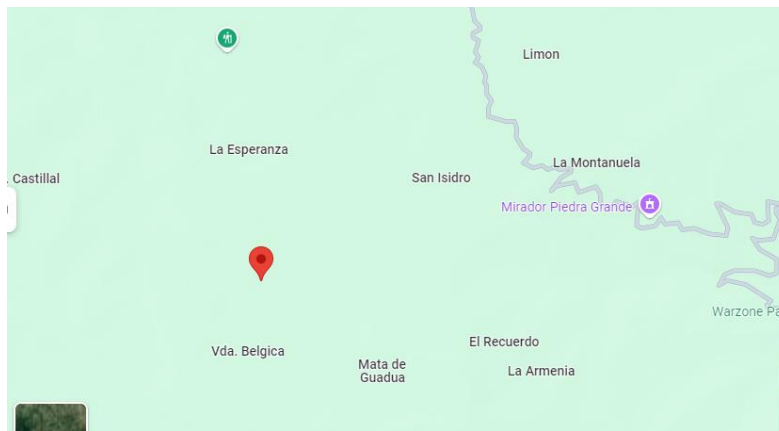 Limon
La Esperanza
La Montanuela
Castillal
San Isidro
Mirador Piedra Grande
Warzone
Vda. Belgica
El Recuerdo
Mata de
Guadua
La Armenia